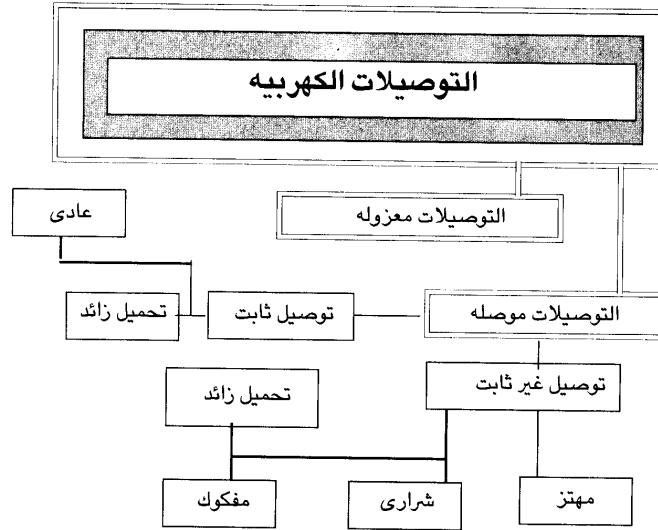 التوصيلات الكهربيه
التوصيلات معزوله
عادى
التوصيلات موصله
توصيل ثابت
تحميل زائد
توصيل غير ثابت
تحميل زائد
مهتز
شرارى
مفكوك